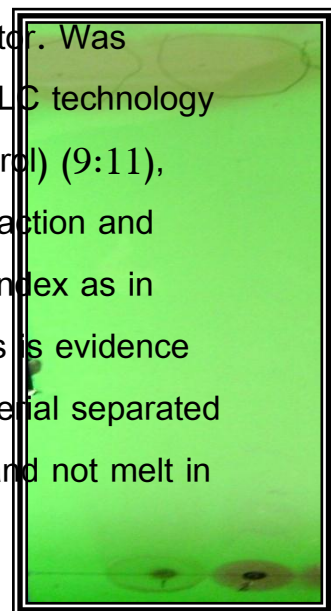 tor. Was
LC technology
rol) (9:11),
action and
ndex as in
s is evidence
erial separated
and not melt in